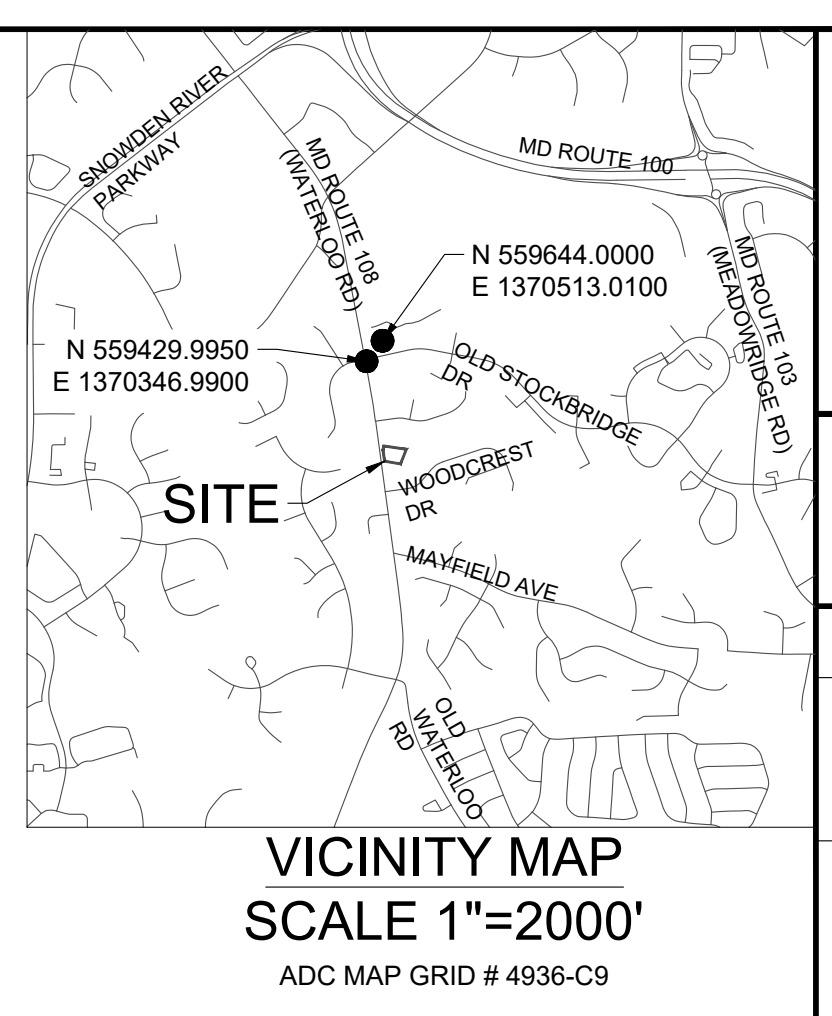 SNOWDEN RIVER
PARKWAY
MD ROUTE 108
(WATERLOO RD)
MD ROUTE 100
N 559644.0000
E 1370513.0100
MD ROUTE 103
(MEADOWRIDGE RD)
N 559429.9950
E 1370346.9900
OLD STOCKBRIDGE
DR
SITE
WOODCREST
DR
MAYFIELD AVE
OLD
WATERLOO
RD
VICINITY MAP
SCALE 1"=2000'
ADC MAP GRID # 4936-C9